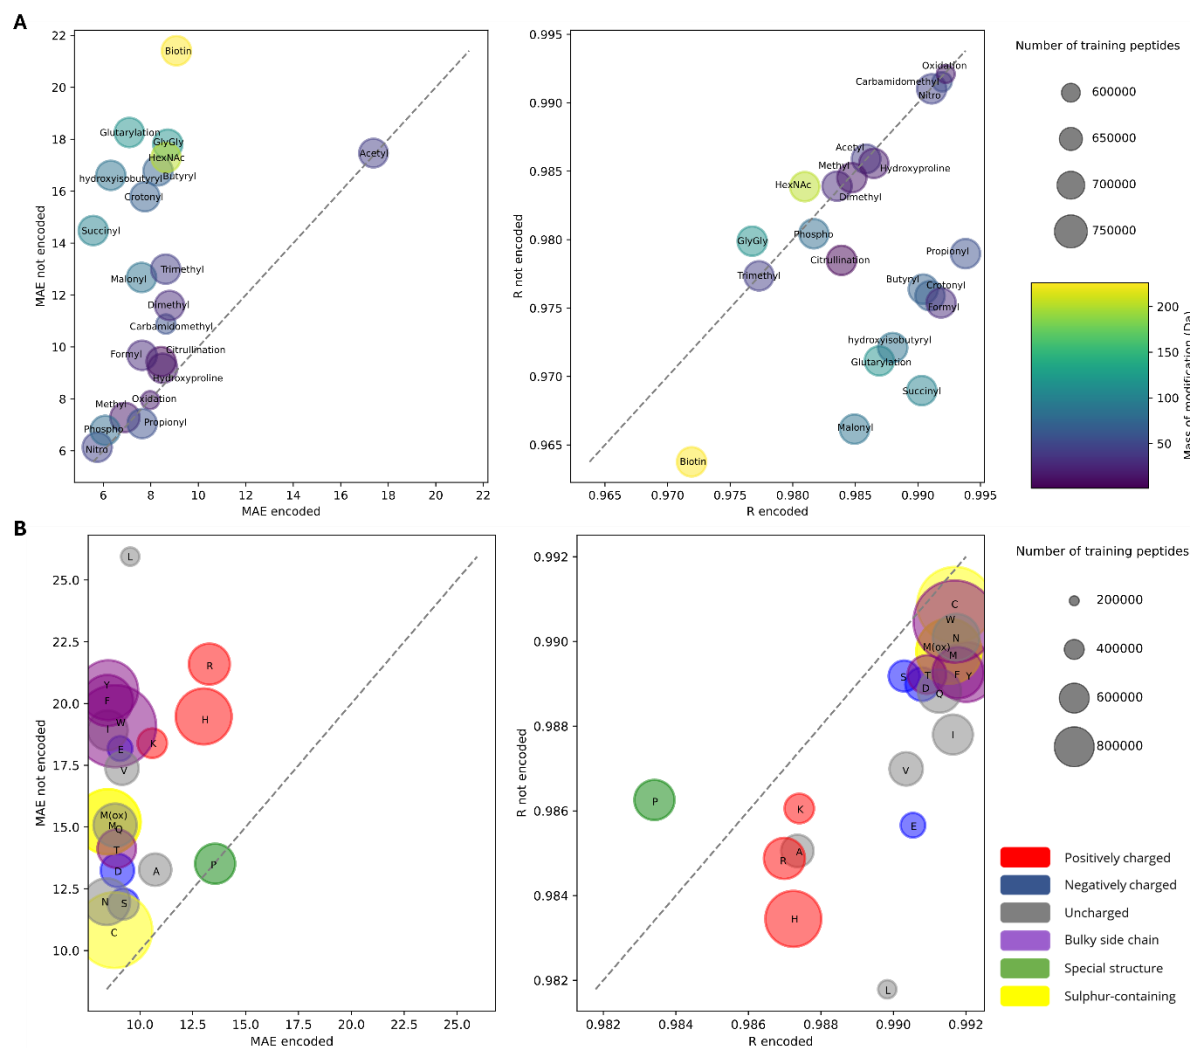 A
22
20
18
16
14
12
10
8
6
MAE not encoded
Biotin
Glutarylation
GlyGly
HexNAc
Acetyl
hydroxyisobutyryl
Butyryl
Crotonyl
Succinyl
Malonyl
Trimethyl
Dimethyl
Carbamidomethyl
Formyl
Citrullination
Hydroxyproline
Oxidation
Methyl
Propionyl
Phospho
Nitro
6 8 10 12 14 16 18 20 22
MAE encoded
0.995
0.990
0.985
0.980
0.975
0.970
0.965
R not encoded
Oxidation
Carbamidomethyl
Nitro
Acetyl
Methyl
Hydroxyproline
HexNAc
Dimethyl
Phospho
GlyGly
Citrullination
Propionyl
Trimethyl
Butyryl
Crotonyl
Formyl
hydroxyisobutyryl
Glutarylation
Succinyl
Malonyl
Biotin
0.965 0.970 0.975 0.980 0.985 0.990 0.995
R encoded
Number of training peptides
600000
650000
700000
750000
200
150
100
50
Mass of modification (Da)
B
25.0
22.5
20.0
17.5
15.0
12.5
10.0
MAE not encoded
L
R
Y
F
H
W
I
E
K
V
M(ox)
M
Q
T
D
A
P
N
S
C
10.0 12.5 15.0 17.5 20.0 22.5 25.0
MAE encoded
0.992
0.990
0.988
0.986
0.984
0.982
R not encoded
C
W
N
M(ox)
M
S
T
F
Y
D
Q
I
V
P
K
E
A
R
H
L
0.982 0.984 0.986 0.988 0.990 0.992
R encoded
Number of training peptides
200000
400000
600000
800000
Positively charged
Negatively charged
Uncharged
Bulky side chain
Special structure
Sulphur-containing